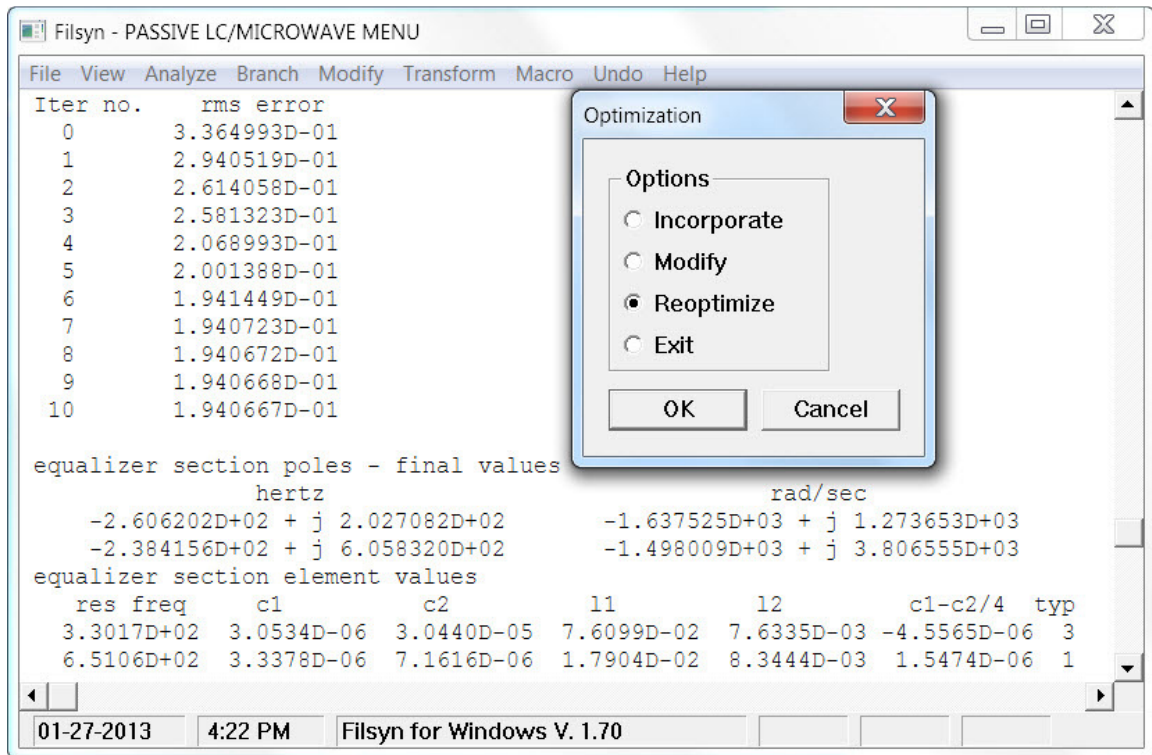 Filsyn - PASSIVE LC/MICROWAVE MENU
File View Analyze Branch Modify Transform Macro Undo Help
Iter no. rms error
0 3.364993D-01
1 2.940519D-01
2 2.614058D-01
3 2.581323D-01
4 2.068993D-01
5 2.001388D-01
6 1.941449D-01
7 1.940723D-01
8 1.940672D-01
9 1.940668D-01
10 1.940667D-01
equalizer section poles - final values
hertz rad/sec
-2.606202D+02 + j 2.027082D+02 -1.637525D+03 + j 1.273653D+03
-2.384156D+02 + j 6.058320D+02 -1.498009D+03 + j 3.806555D+03
equalizer section element values
res freq c1 c2 l1 l2 c1-c2/4 typ
3.3017D+02 3.0534D-06 3.0440D-05 7.6099D-02 7.6335D-03 -4.5565D-06 3
6.5106D+02 3.3378D-06 7.1616D-06 1.7904D-02 8.3444D-03 1.5474D-06 1
Optimization
Options
Incorporate
Modify
Reoptimize
Exit
OK Cancel
01-27-2013 4:22 PM Filsyn for Windows V. 1.70